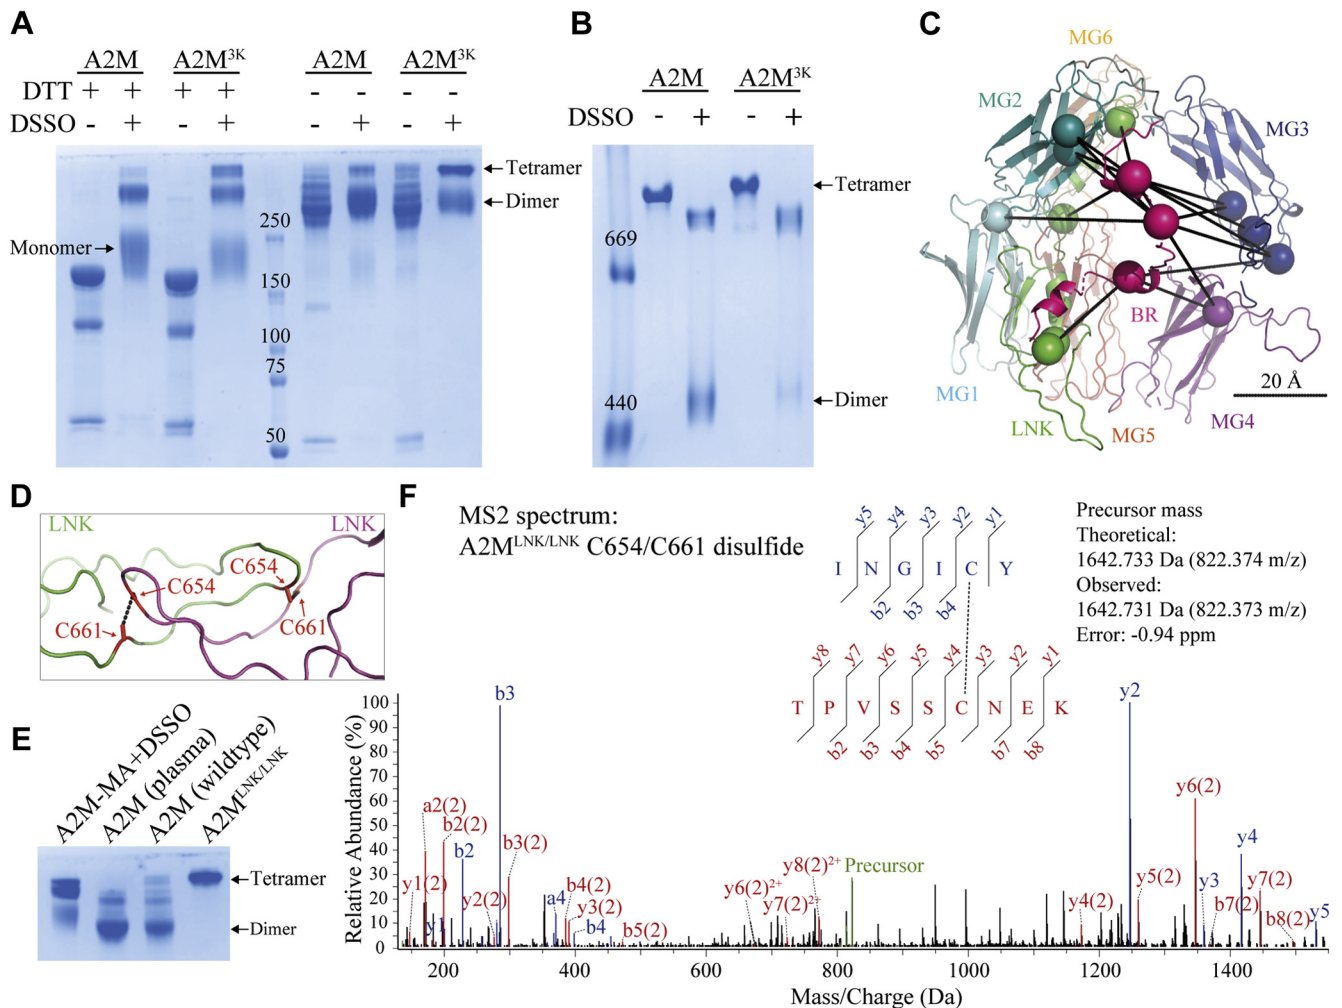 A
A2M A2M3K A2M A2M3K
DTT + + + + - - - -
DSSO - + - + - + - +
Tetramer
Dimer
250
Monomer
150
100
75
50
B
A2M A2M3K
DSSO - + - +
Tetramer
669
440
Dimer
C
MG6
MG2
MG3
BR
20 Å
MG1
MG4
LNK
MG5
D
LNK LNK
C654
C654
C661
C661
E
A2M-MA+DSSO
A2M (plasma)
A2M (wildtype)
A2MLNK/LNK
Tetramer
Dimer
F
MS2 spectrum:
A2MLNK/LNK C654/C661 disulfide
y5 y4 y3 y2 y1
I N G I C Y
b2 b3 b4
y8 y7 y6 y5 y4 y3 y2 y1
T P V S S C N E K
b2 b3 b4 b5 b7 b8
Precursor mass
Theoretical:
1642.733 Da (822.374 m/z)
Observed:
1642.731 Da (822.373 m/z)
Error: -0.94 ppm
Relative Abundance (%)
100
90
80
70
60
50
40
30
20
10
0
b3
y2
a2(2)
y6(2)
b2(2)
b2
b3(2)
y4
y8(2)2+
Precursor
y1(2)
y2(2)
b4(2)
a4
y3(2)
y6(2)2+
y5(2)
y3
y7(2)
b4
b5(2)
y7(2)2+
y4(2)
b7(2)
b8(2)
y5
200 400 600 800 1000 1200 1400
Mass/Charge (Da)